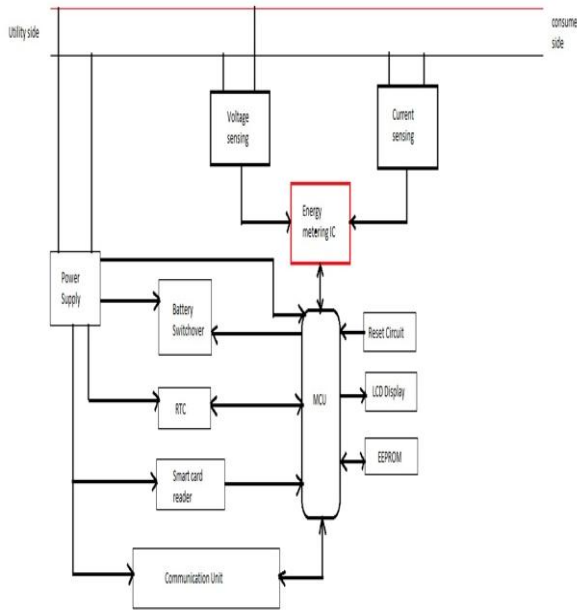 Utility side
consume
side
Voltage
sensing
Current
sensing
Energy
metering IC
Power
Supply
Battery
Switchover
Reset Circuit
MCU
LCD Display
RTC
EEPROM
Smart card
reader
Communication Unit